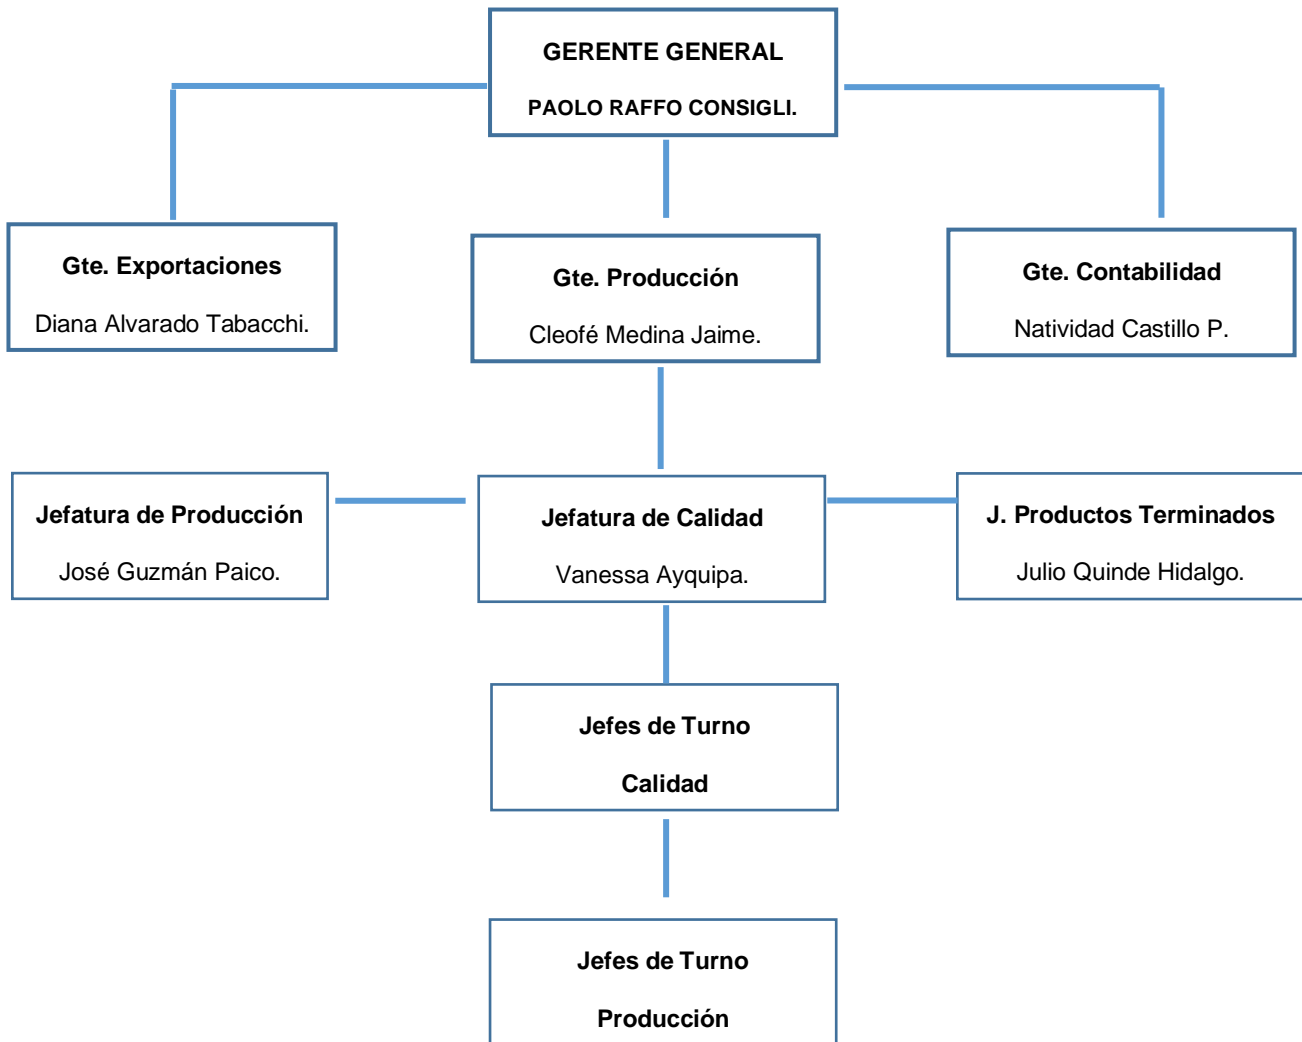 GERENTE GENERAL
PAOLO RAFFO CONSIGLI.
Gte. Exportaciones
Diana Alvarado Tabacchi.
Gte. Producción
Cleofé Medina Jaime.
Gte. Contabilidad
Natividad Castillo P.
Jefatura de Producción
José Guzmán Paico.
Jefatura de Calidad
Vanessa Ayquipa.
J. Productos Terminados
Julio Quinde Hidalgo.
Jefes de Turno
Calidad
Jefes de Turno
Producción